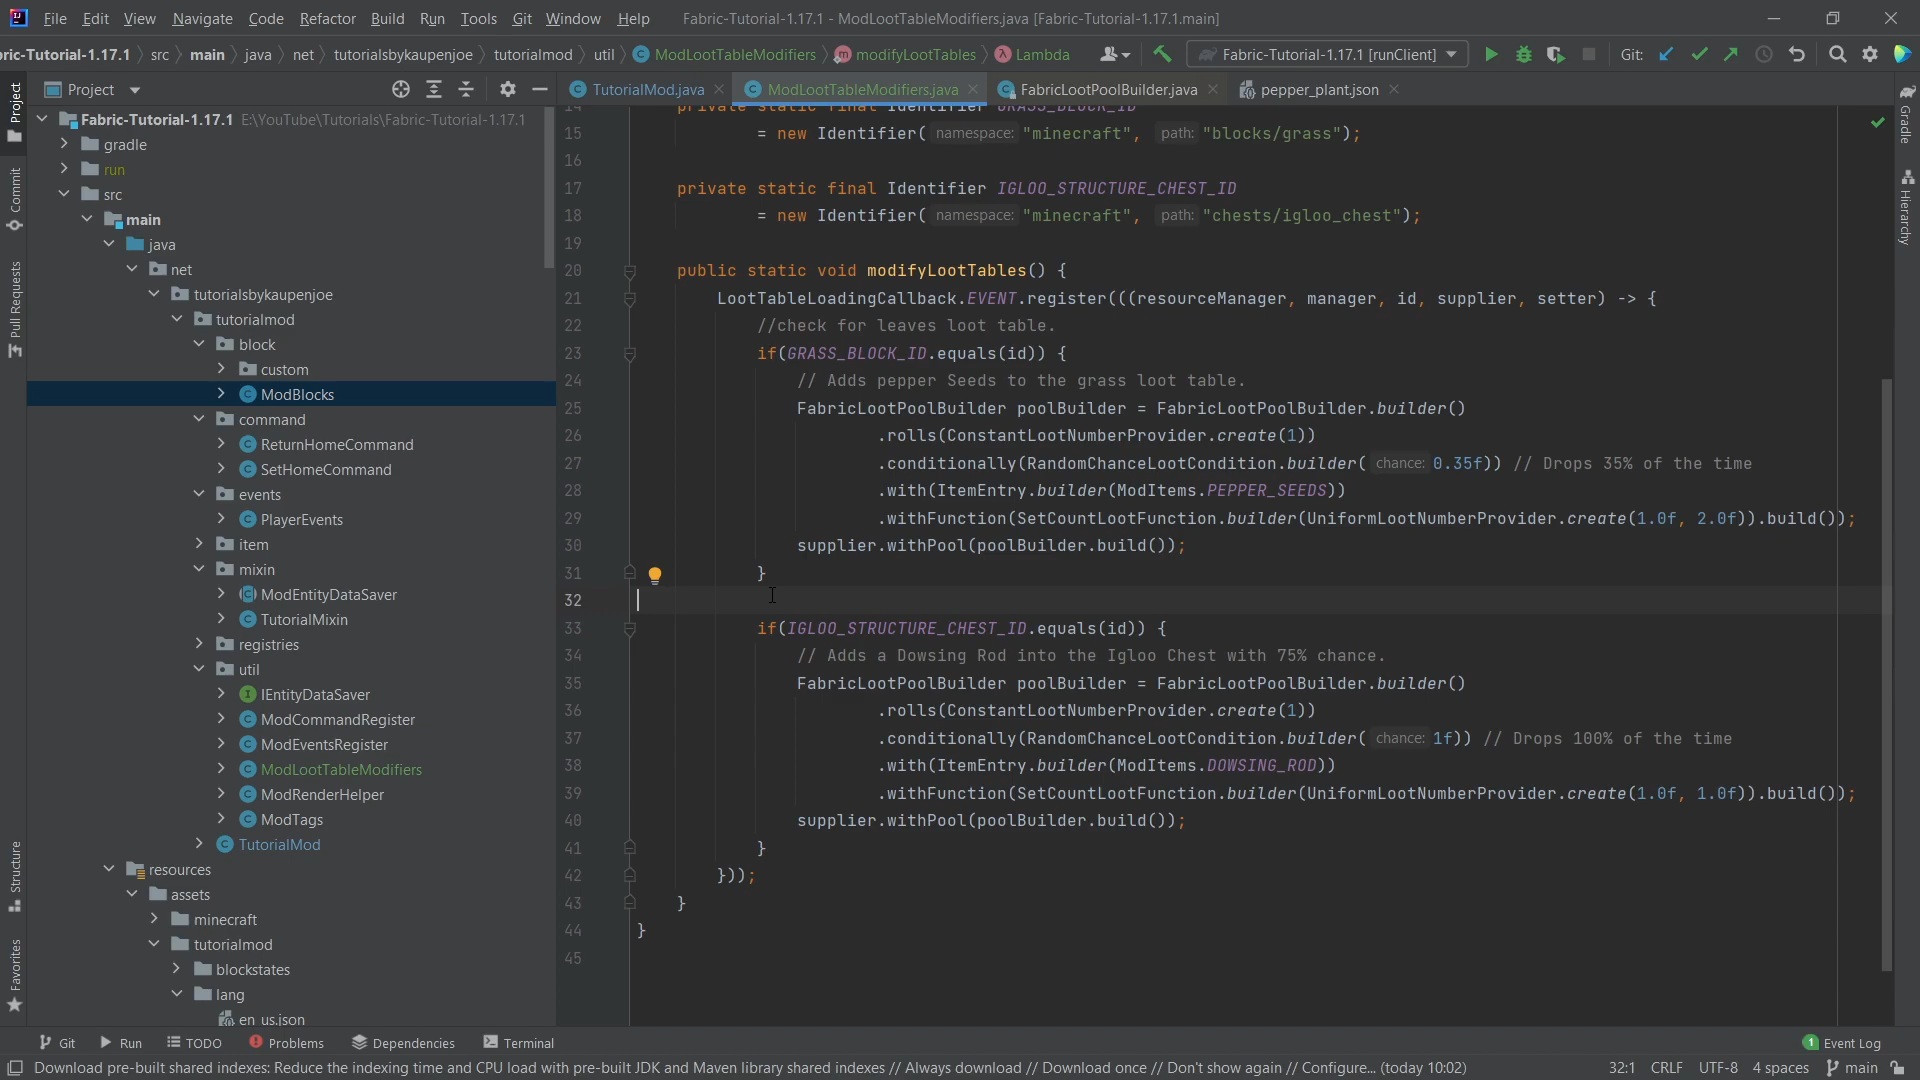 File Edit View Navigate Code Refactor Build Run Tools Git Window Help Fabric-Tutorial-1.17.1 - ModLootTableModifiers.java [Fabric-Tutorial-1.17.1.main]
ric-Tutorial-1.17.1 src main java net tutorialsbykaupenjoe tutorialmod util ModLootTableModifiers modifyLootTables Lambda Fabric-Tutorial-1.17.1 [runClient] Git:
Project TutorialMod.java ModLootTableModifiers.java FabricLootPoolBuilder.java pepper_plant.json
Project
Commit
Pull Requests
Structure
Favorites
Fabric-Tutorial-1.17.1 E:\YouTube\Tutorials\Fabric-Tutorial-1.17.1
gradle
run
src
main
java
net
tutorialsbykaupenjoe
tutorialmod
block
custom
ModBlocks
command
ReturnHomeCommand
SetHomeCommand
events
PlayerEvents
item
mixin
ModEntityDataSaver
TutorialMixin
registries
util
IEntityDataSaver
ModCommandRegister
ModEventsRegister
ModLootTableModifiers
ModRenderHelper
ModTags
TutorialMod
resources
assets
minecraft
tutorialmod
blockstates
lang
en_us.json
14 private static final Identifier GRASS_BLOCK_ID
15 = new Identifier( namespace: "minecraft", path: "blocks/grass");
16
17 private static final Identifier IGLOO_STRUCTURE_CHEST_ID
18 = new Identifier( namespace: "minecraft", path: "chests/igloo_chest");
19
20 public static void modifyLootTables() {
21 LootTableLoadingCallback.EVENT.register(((resourceManager, manager, id, supplier, setter) -> {
22 //check for leaves loot table.
23 if(GRASS_BLOCK_ID.equals(id)) {
24 // Adds pepper Seeds to the grass loot table.
25 FabricLootPoolBuilder poolBuilder = FabricLootPoolBuilder.builder()
26 .rolls(ConstantLootNumberProvider.create(1))
27 .conditionally(RandomChanceLootCondition.builder( chance: 0.35f)) // Drops 35% of the time
28 .with(ItemEntry.builder(ModItems.PEPPER_SEEDS))
29 .withFunction(SetCountLootFunction.builder(UniformLootNumberProvider.create(1.0f, 2.0f)).build());
30 supplier.withPool(poolBuilder.build());
31 }
32
33 if(IGLOO_STRUCTURE_CHEST_ID.equals(id)) {
34 // Adds a Dowsing Rod into the Igloo Chest with 75% chance.
35 FabricLootPoolBuilder poolBuilder = FabricLootPoolBuilder.builder()
36 .rolls(ConstantLootNumberProvider.create(1))
37 .conditionally(RandomChanceLootCondition.builder( chance: 1f)) // Drops 100% of the time
38 .with(ItemEntry.builder(ModItems.DOWSING_ROD))
39 .withFunction(SetCountLootFunction.builder(UniformLootNumberProvider.create(1.0f, 1.0f)).build());
40 supplier.withPool(poolBuilder.build());
41 }
42 }));
43 }
44 }
45
Gradle
Hierarchy
Git Run TODO Problems Dependencies Terminal 1 Event Log
Download pre-built shared indexes: Reduce the indexing time and CPU load with pre-built JDK and Maven library shared indexes // Always download // Download once // Don't show again // Configure... (today 10:02) 32:1 CRLF UTF-8 4 spaces main